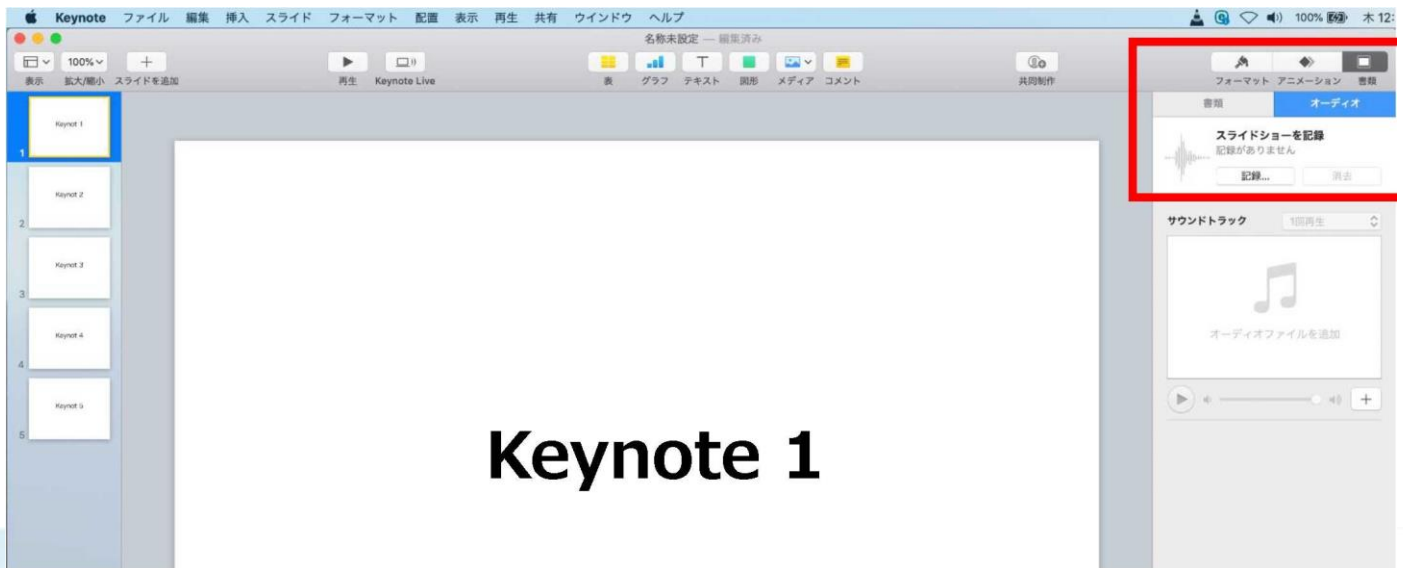 Keynote ファイル 編集 挿入 スライド フォーマット 配置 表示 再生 共有 ウインドウ ヘルプ 100% 木 12:
名称未設定 — 編集済み
100%
表示 拡大/縮小 スライドを追加 再生 Keynote Live 表 グラフ テキスト 図形 メディア コメント 共同制作 フォーマット アニメーション 書類
書類 オーディオ
スライドショーを記録
記録がありません
記録... 消去
サウンドトラック 1回再生
オーディオファイルを追加
Keynot 1
1
Keynot 2
2
Keynot 3
3
Keynot 4
4
Keynot 5
5
Keynote 1